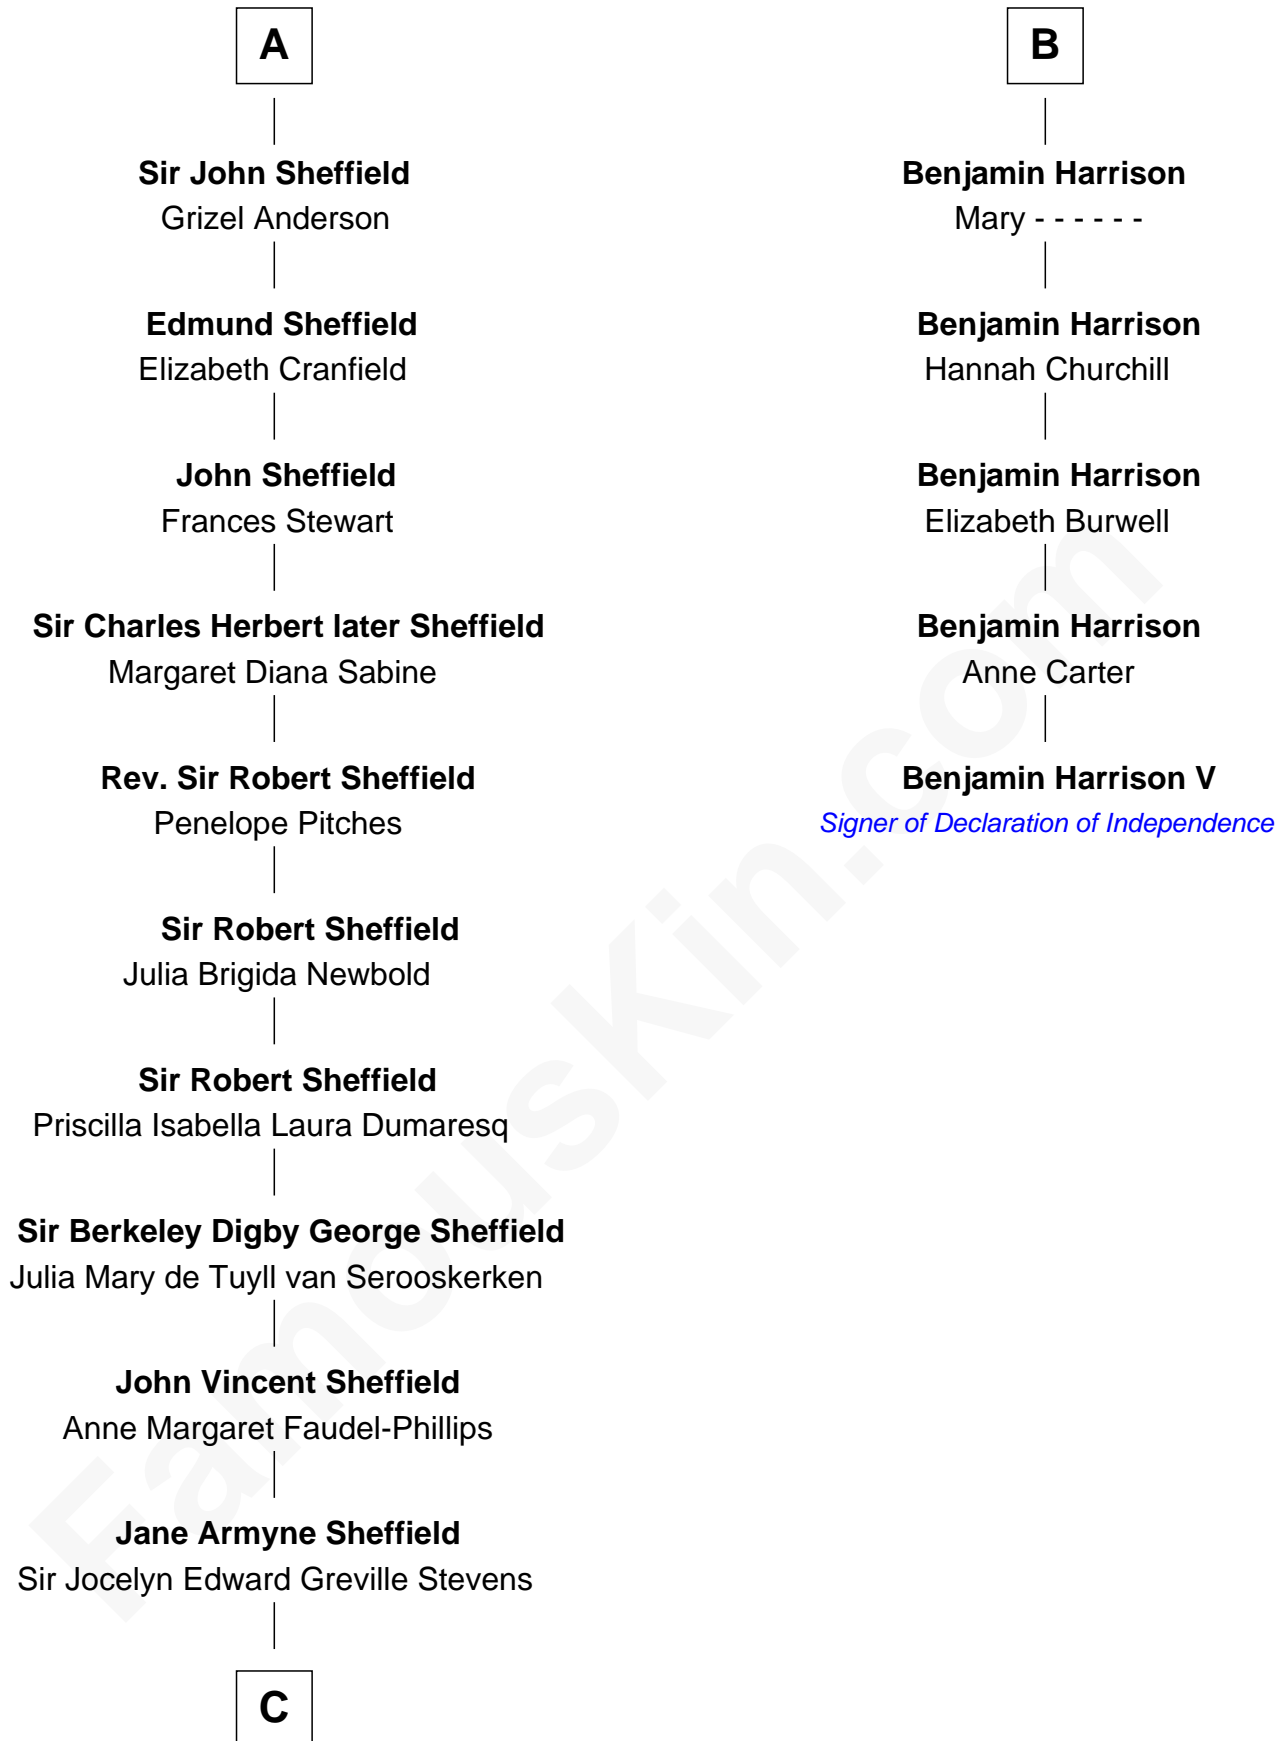 A
Sir John Sheffield
Grizel Anderson
Edmund Sheffield
Elizabeth Cranfield
John Sheffield
Frances Stewart
Sir Charles Herbert later Sheffield
Margaret Diana Sabine
Rev. Sir Robert Sheffield
Penelope Pitches
Sir Robert Sheffield
Julia Brigida Newbold
Sir Robert Sheffield
Priscilla Isabella Laura Dumaresq
Sir Berkeley Digby George Sheffield
Julia Mary de Tuyll van Serooskerken
John Vincent Sheffield
Anne Margaret Faudel-Phillips
Jane Armyne Sheffield
Sir Jocelyn Edward Greville Stevens
C
B
Benjamin Harrison
Mary - - - - - -
Benjamin Harrison
Hannah Churchill
Benjamin Harrison
Elizabeth Burwell
Benjamin Harrison
Anne Carter
Benjamin Harrison V
Signer of Declaration of Independence
FamousKin.com